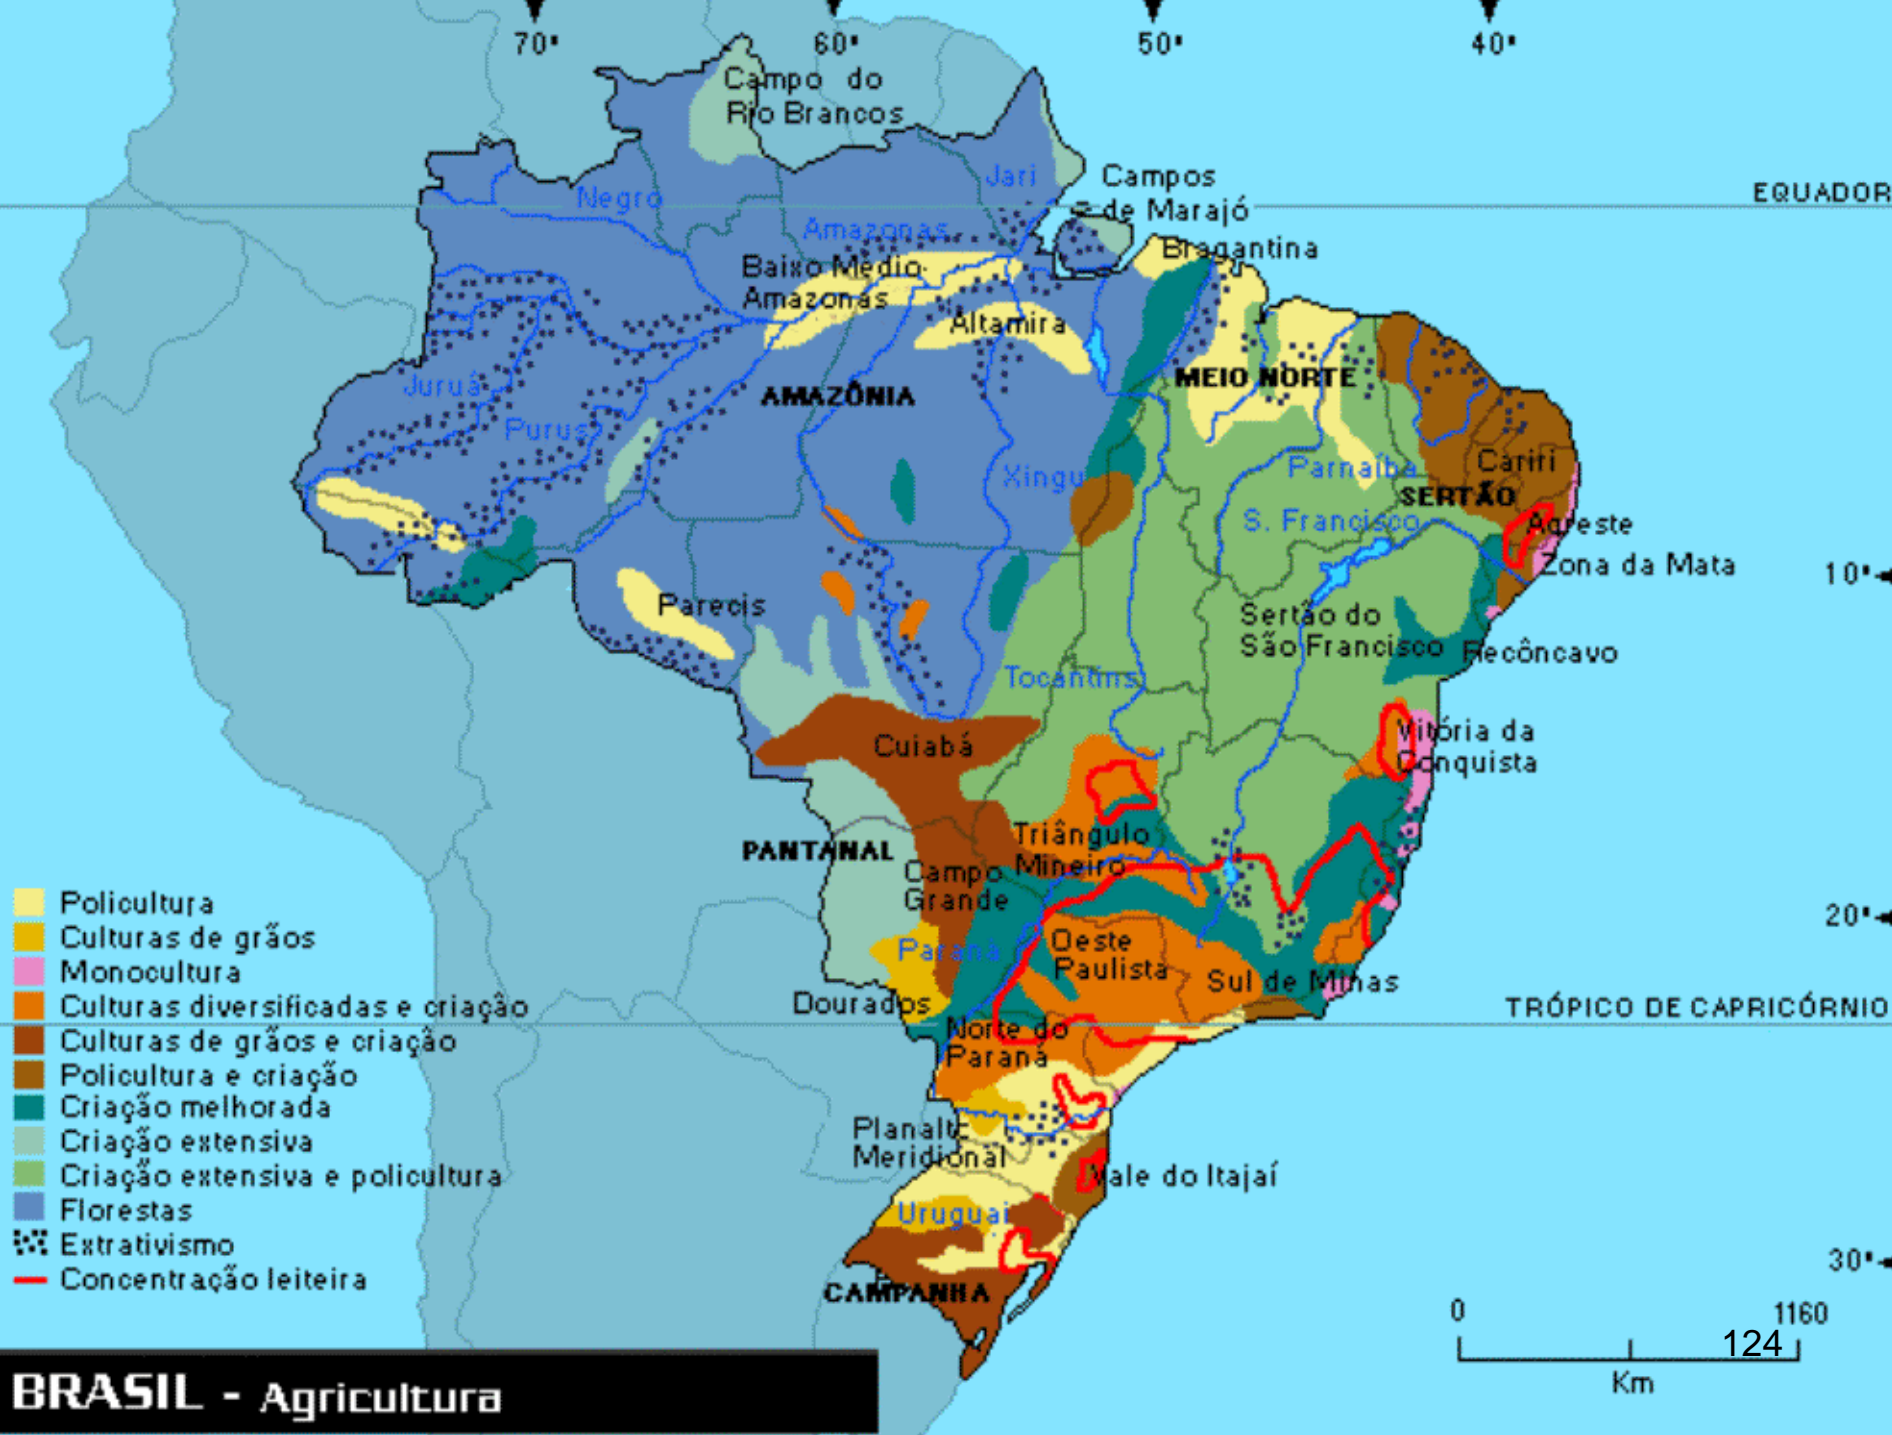 70°
60°
50°
40°
Campo do
Rio Brancos
Jari
Campos
de Marajó
EQUADOR
Negro
Amazonas
Bragantina
Baixo Médio
Amazonas
Altamira
Juruá
AMAZÔNIA
MEIO NORTE
Purus
Xingu
Parnaíba
Cariri
SERTÃO
S. Francisco
Agreste
Zona da Mata
10°
Parecis
Sertão do
São Francisco
Recôncavo
Tocantins
Cuiabá
Vitória da
Conquista
Triângulo
Mineiro
PANTANAL
Campo
Grande
20°
Paraná
Oeste
Paulista
Sul de Minas
Dourados
TRÓPICO DE CAPRICÓRNIO
Norte do
Paraná
Planalto
Meridional
Vale do Itajaí
Uruguai
CAMPANHA
30°
Policultura
Culturas de grãos
Monocultura
Culturas diversificadas e criação
Culturas de grãos e criação
Policultura e criação
Criação melhorada
Criação extensiva
Criação extensiva e policultura
Florestas
Extrativismo
Concentração leiteira
0
1160
124
Km
BRASIL - Agricultura